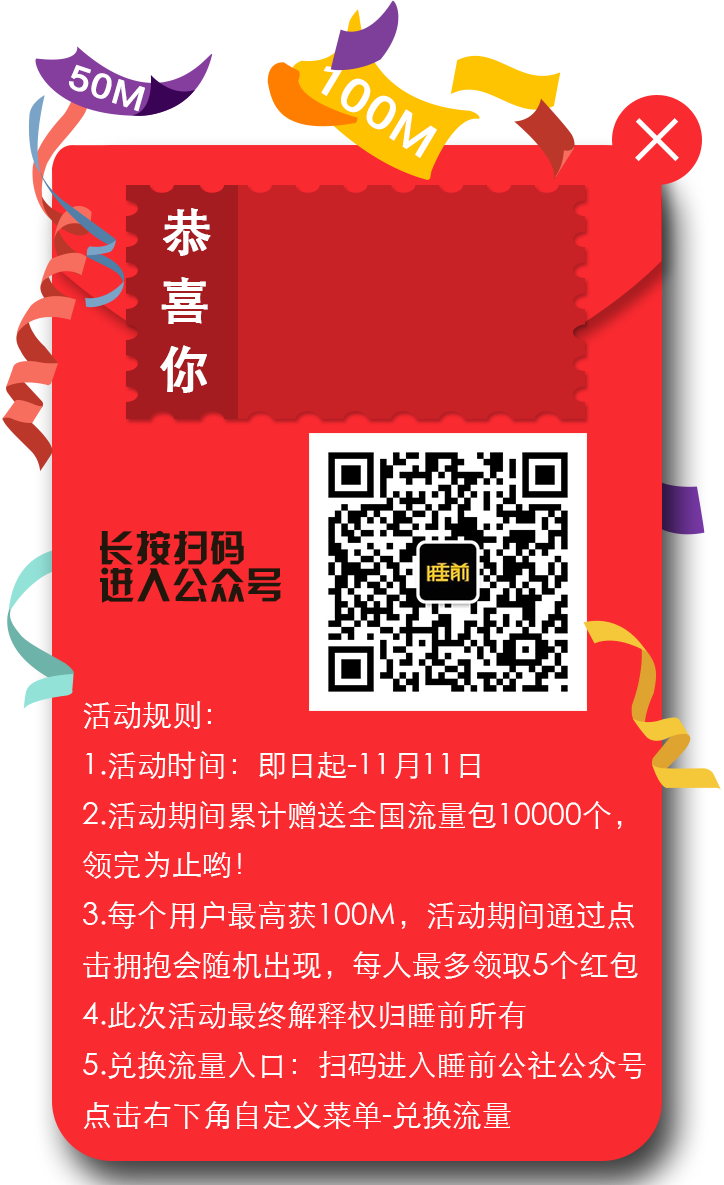 50M
100M
恭喜你
长按扫码
进入公众号
睡前
活动规则：
1.活动时间：即日起-11月11日
2.活动期间累计赠送全国流量包10000个，
领完为止哟！
3.每个用户最高获100M，活动期间通过点
击拥抱会随机出现，每人最多领取5个红包
4.此次活动最终解释权归睡前所有
5.兑换流量入口：扫码进入睡前公社公众号
点击右下角自定义菜单-兑换流量